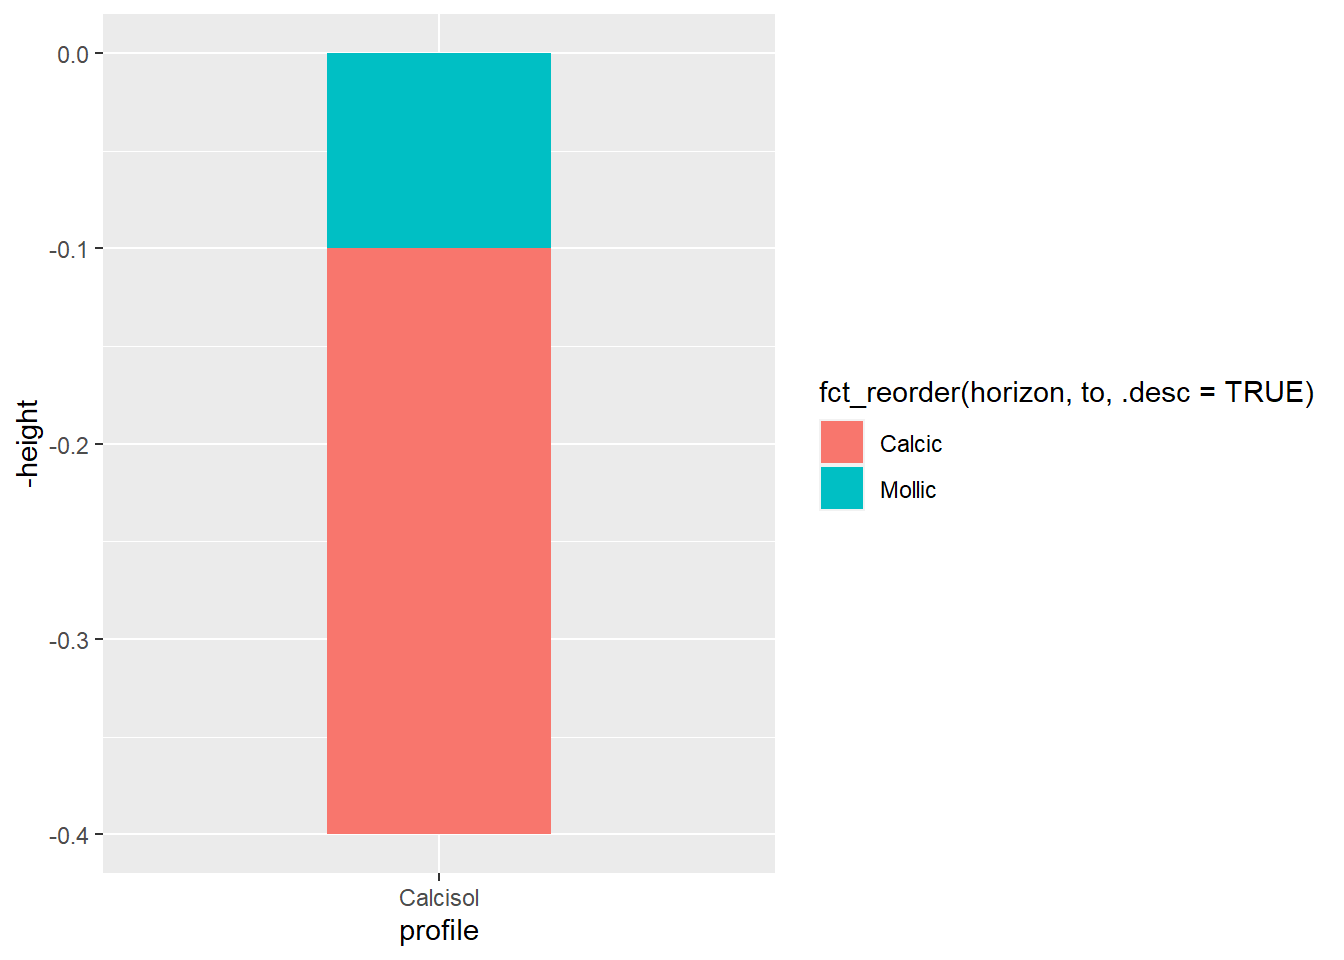 0.0
-0.1
-0.2
-0.3
-0.4
-height
Calcisol
profile
fct_reorder(horizon, to, .desc = TRUE)
Calcic
Mollic